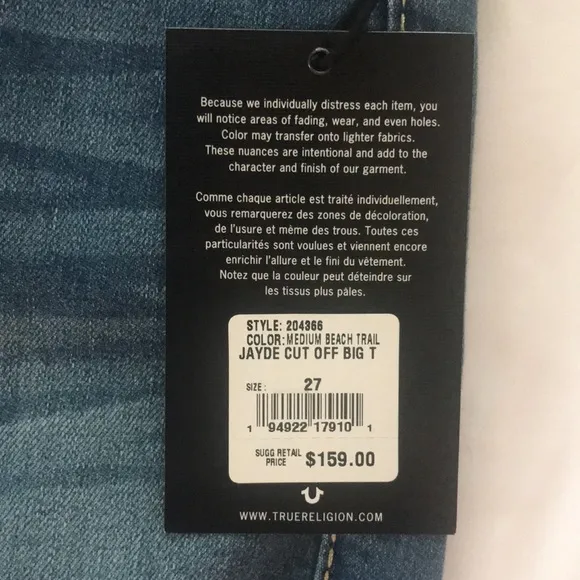 Because we individually distress each item, you
will notice areas of fading, wear, and even holes.
Color may transfer onto lighter fabrics.
These nuances are intentional and add to the
character and finish of our garment.
Comme chaque article est traité individuellement,
vous remarquerez des zones de décoloration,
de l'usure et même des trous. Toutes ces
particularités sont voulues et viennent encore
enrichir l'allure et le fini du vêtement.
Notez que la couleur peut déteindre sur
les tissus plus pâles.
STYLE: 204366
COLOR: MEDIUM BEACH TRAIL
JAYDE CUT OFF BIG T
SIZE: 27
1 94922 17910 1
SUGG RETAIL
PRICE $159.00
WWW.TRUERELIGION.COM